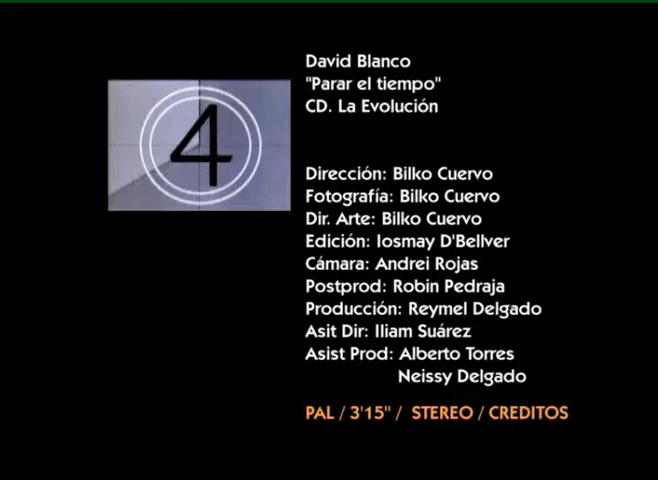 David Blanco
"Parar el tiempo"
CD. La Evolución
4
Dirección: Bilko Cuervo
Fotografía: Bilko Cuervo
Dir. Arte: Bilko Cuervo
Edición: Iosmay D'Bellver
Cámara: Andrei Rojas
Postprod: Robin Pedraja
Producción: Reymel Delgado
Asit Dir: Iliam Suárez
Asist Prod: Alberto Torres
Neissy Delgado
PAL / 3'15" / STEREO / CREDITOS